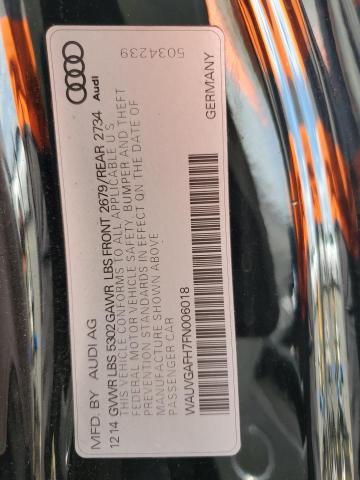 MFD. BY AUDI AG
12 14 GVWR LBS 5302 GAWR LBS FRONT 2679/REAR 2734
THIS VEHICLE CONFORMS TO ALL APPLICABLE U.S.
FEDERAL MOTOR VEHICLE SAFETY, BUMPER AND THEFT
PREVENTION STANDARDS IN EFFECT ON THE DATE OF
MANUFACTURE SHOWN ABOVE
PASSENGER CAR
WAUVGAFH7FN006018
GERMANY
Audi
5034239